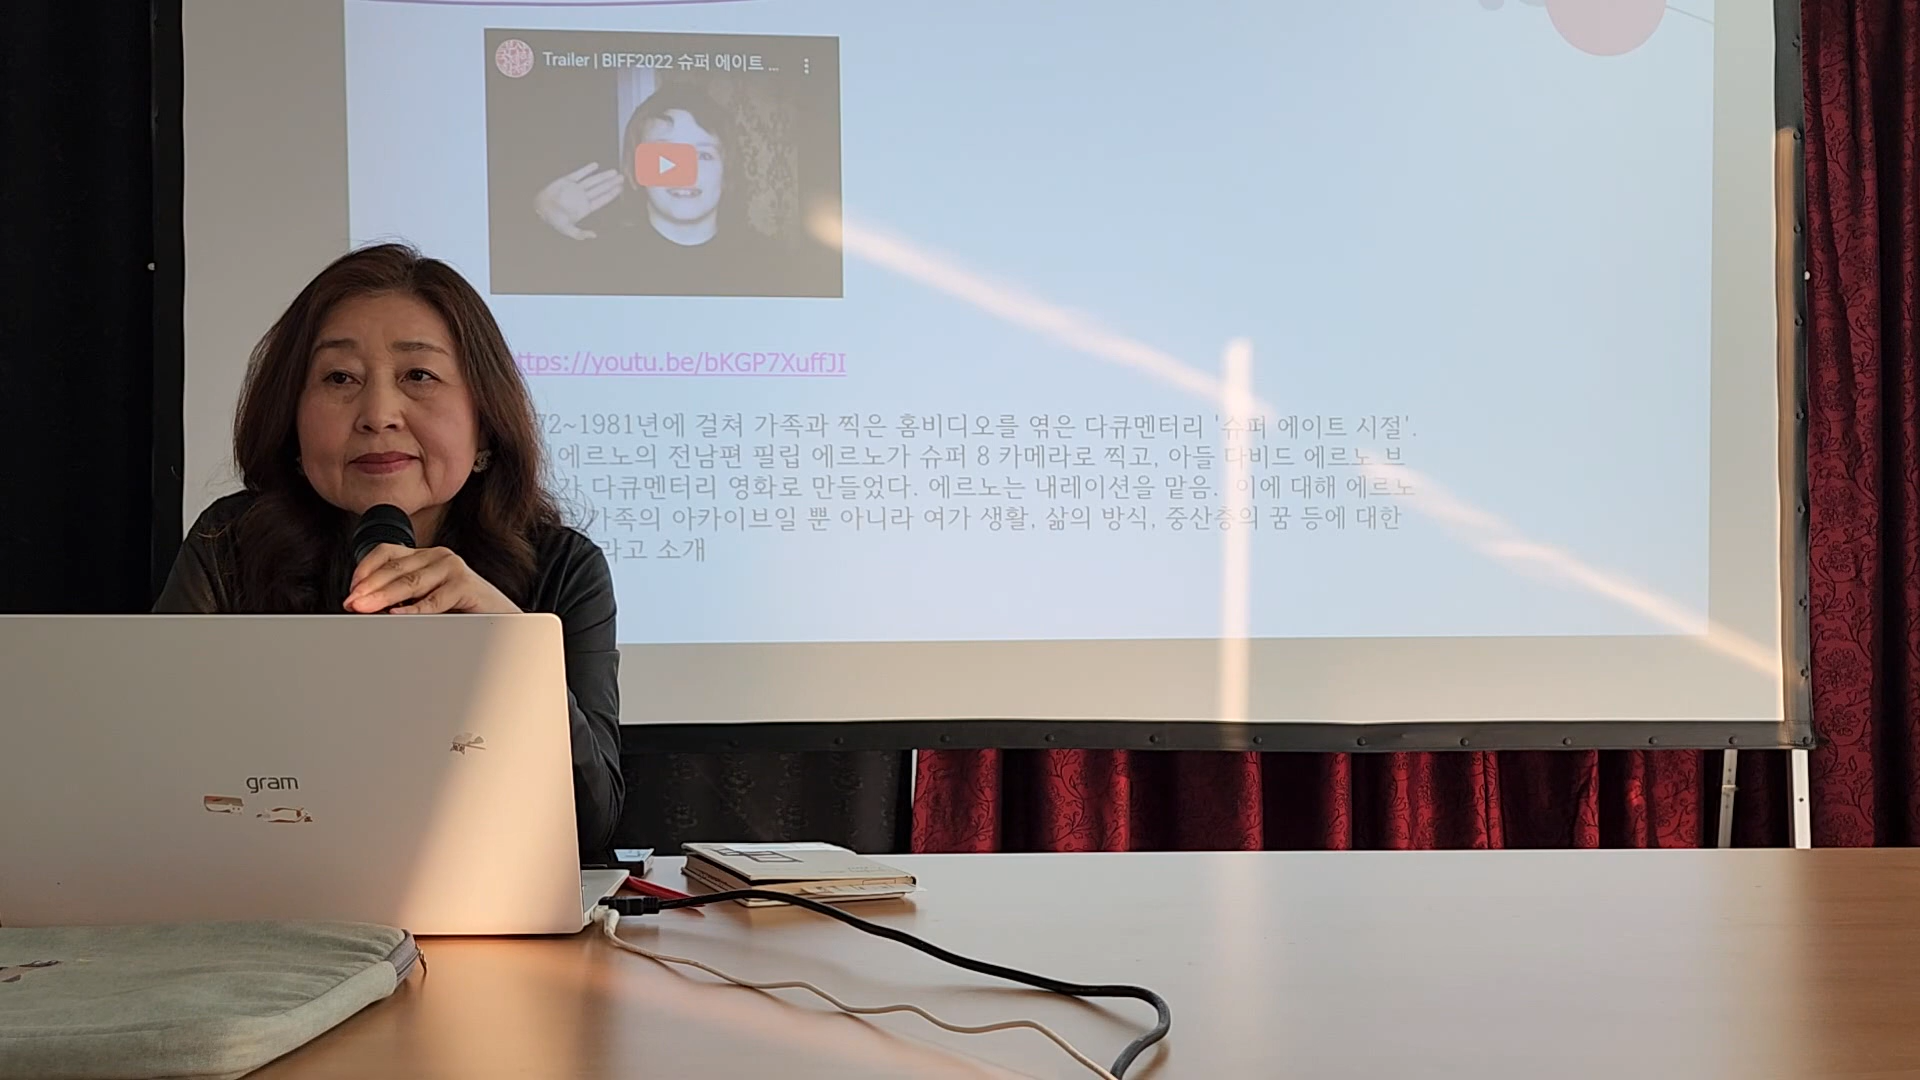 Trailer | BIFF2022 슈퍼 에이트 ...
ttps://youtu.be/bKGP7XuffJI
72~1981년에 걸쳐 가족과 찍은 홈비디오를 엮은 다큐멘터리 '슈퍼 에이트 시절'.
에르노의 전남편 필립 에르노가 슈퍼 8 카메라로 찍고, 아들 다비드 에르노 브
가 다큐멘터리 영화로 만들었다. 에르노는 내레이션을 맡음. 이에 대해 에르노
가족의 아카이브일 뿐 아니라 여가 생활, 삶의 방식, 중산층의 꿈 등에 대한
라고 소개
gram